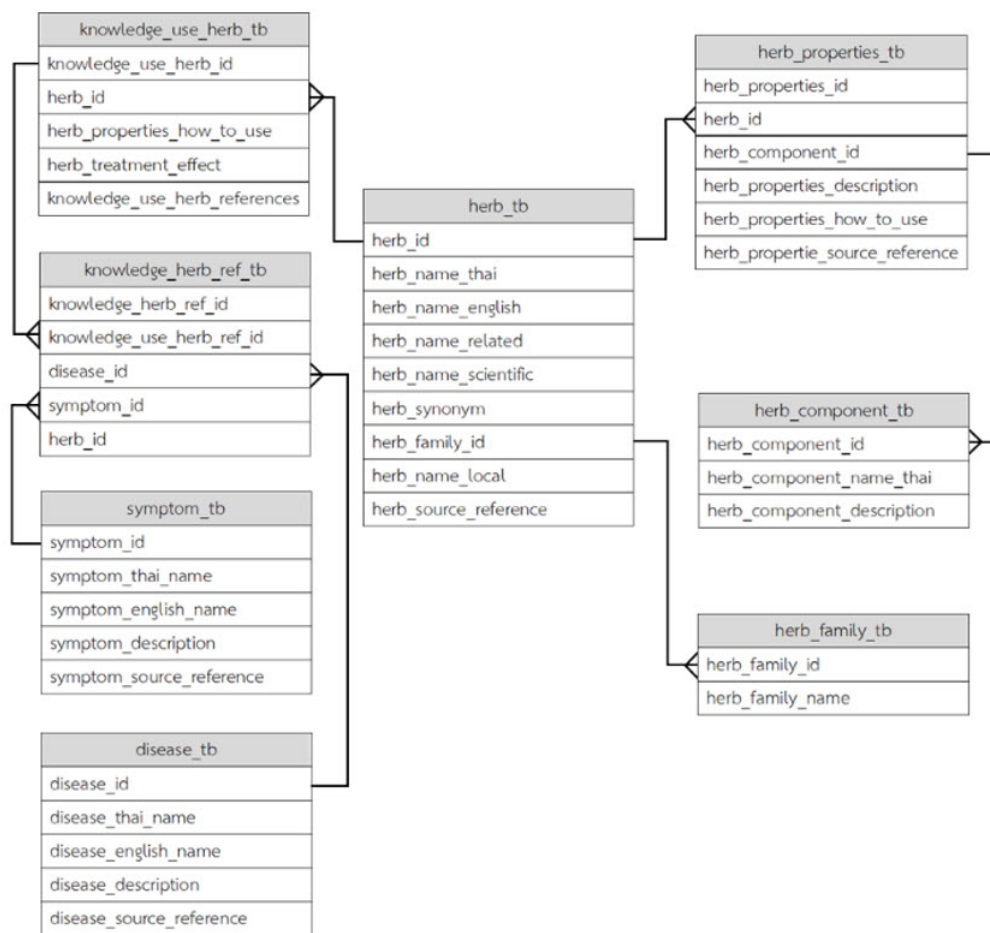 knowledge_use_herb_tb
knowledge_use_herb_id
herb_id
herb_properties_how_to_use
herb_treatment_effect
knowledge_use_herb_references
knowledge_herb_ref_tb
knowledge_herb_ref_id
knowledge_use_herb_ref_id
disease_id
symptom_id
herb_id
symptom_tb
symptom_id
symptom_thai_name
symptom_english_name
symptom_description
symptom_source_reference
disease_tb
disease_id
disease_thai_name
disease_english_name
disease_description
disease_source_reference
herb_tb
herb_id
herb_name_thai
herb_name_english
herb_name_related
herb_name_scientific
herb_synonym
herb_family_id
herb_name_local
herb_source_reference
herb_properties_tb
herb_properties_id
herb_id
herb_component_id
herb_properties_description
herb_properties_how_to_use
herb_propertie_source_reference
herb_component_tb
herb_component_id
herb_component_name_thai
herb_component_description
herb_family_tb
herb_family_id
herb_family_name